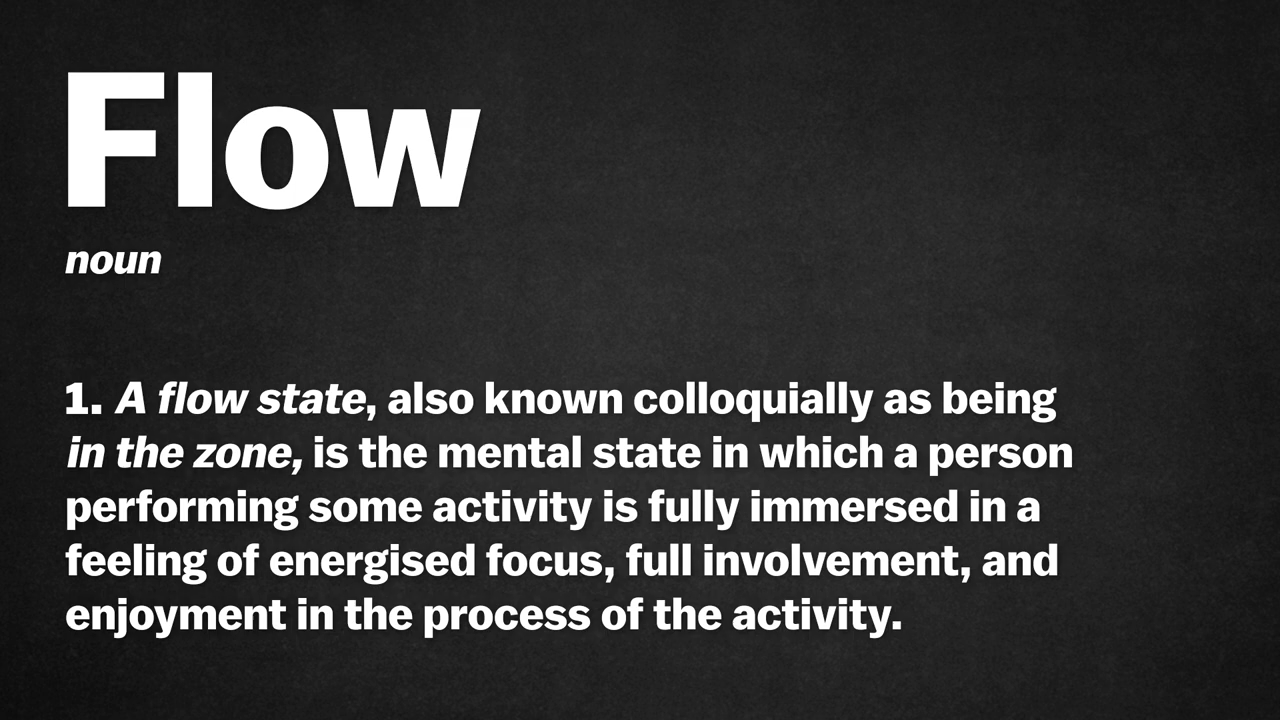 Flow
noun
1. A flow state, also known colloquially as being
in the zone, is the mental state in which a person
performing some activity is fully immersed in a
feeling of energised focus, full involvement, and
enjoyment in the process of the activity.